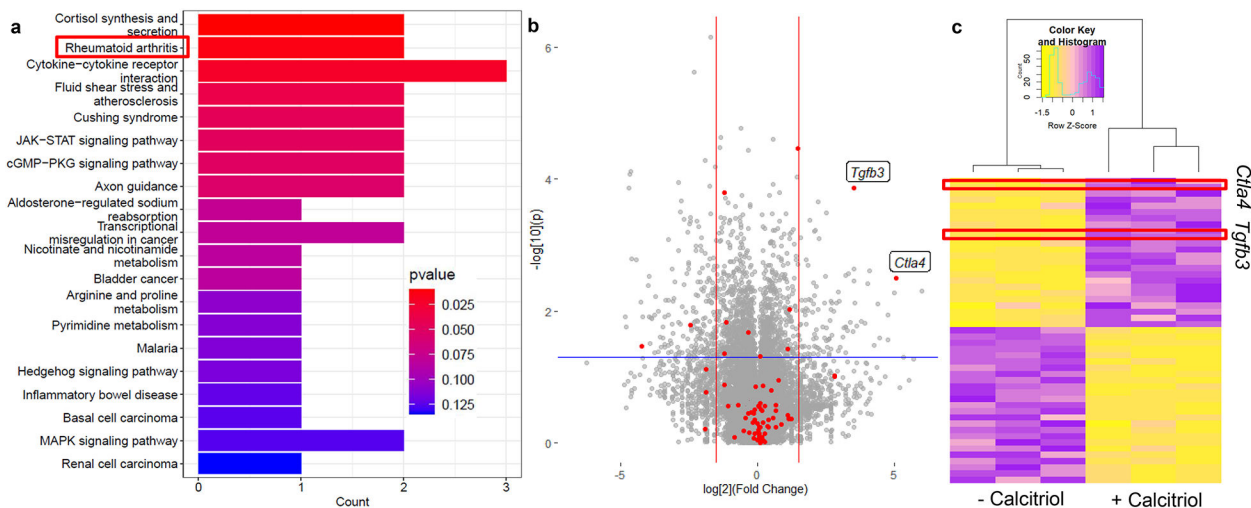 a
Cortisol synthesis and
secretion
Rheumatoid arthritis
Cytokine−cytokine receptor
interaction
Fluid shear stress and
atherosclerosis
Cushing syndrome
JAK−STAT signaling pathway
cGMP−PKG signaling pathway
Axon guidance
Aldosterone−regulated sodium
reabsorption
Transcriptional
misregulation in cancer
Nicotinate and nicotinamide
metabolism
Bladder cancer
Arginine and proline
metabolism
Pyrimidine metabolism
Malaria
Hedgehog signaling pathway
Inflammatory bowel disease
Basal cell carcinoma
MAPK signaling pathway
Renal cell carcinoma
0 1 2 3
Count
pvalue
0.025
0.050
0.075
0.100
0.125
b
-log[10](p)
6
4
2
0
-5 0 5
log[2](Fold Change)
Tgfb3
Ctla4
c
Color Key
and Histogram
Count
0 20 40 60
-1.5 0 1
Row Z-Score
Ctla4
Tgfb3
- Calcitriol + Calcitriol